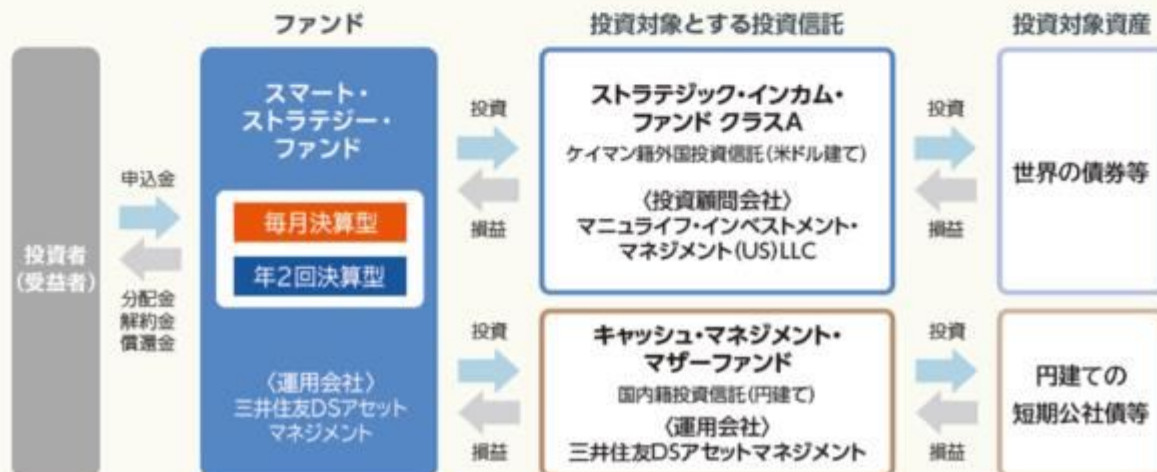 ファンド
投資対象とする投資信託
投資対象資産
投資者
(受益者)
申込金
分配金
解約金
償還金
スマート・
ストラテジー・
ファンド
毎月決算型
年2回決算型
〈運用会社〉
三井住友DSアセット
マネジメント
投資
損益
ストラテジック・インカム・
ファンド クラスA
ケイマン籍外国投資信託(米ドル建て)
〈投資顧問会社〉
マニュライフ・インベストメント・
マネジメント(US)LLC
投資
損益
世界の債券等
投資
損益
キャッシュ・マネジメント・
マザーファンド
国内籍投資信託(円建て)
〈運用会社〉
三井住友DSアセットマネジメント
投資
損益
円建ての
短期公社債等